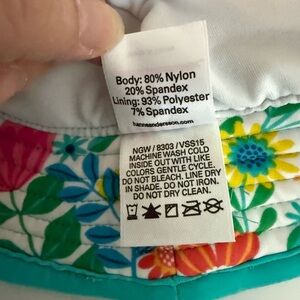 Body: 80% Nylon
20% Spandex
Lining: 93% Polyester
7% Spandex
hannaandersson.com
NGW / 8303 / VSS15
MACHINE WASH COLD
INSIDE OUT WITH LIKE
COLORS GENTLE CYCLE.
DO NOT BLEACH. LINE DRY
IN SHADE. DO NOT IRON.
DO NOT DRY CLEAN.